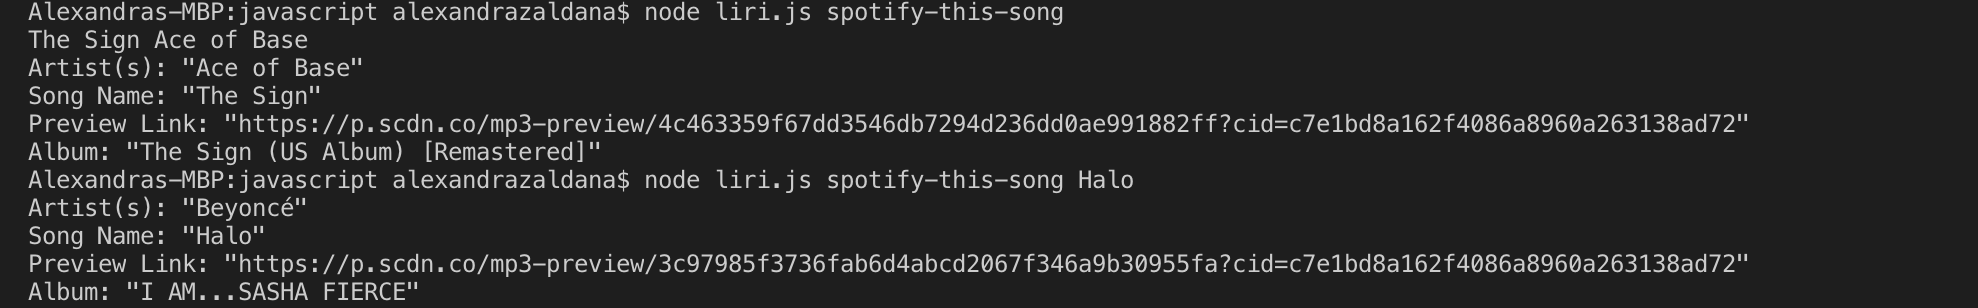 Alexandras-MBP:javascript alexandrazaldana$ node liri.js spotify-this-song
The Sign Ace of Base
Artist(s): "Ace of Base"
Song Name: "The Sign"
Preview Link: "https://p.scdn.co/mp3-preview/4c463359f67dd3546db7294d236dd0ae991882ff?cid=c7e1bd8a162f4086a8960a263138ad72"
Album: "The Sign (US Album) [Remastered]"
Alexandras-MBP:javascript alexandrazaldana$ node liri.js spotify-this-song Halo
Artist(s): "Beyoncé"
Song Name: "Halo"
Preview Link: "https://p.scdn.co/mp3-preview/3c97985f3736fab6d4abcd2067f346a9b30955fa?cid=c7e1bd8a162f4086a8960a263138ad72"
Album: "I AM...SASHA FIERCE"